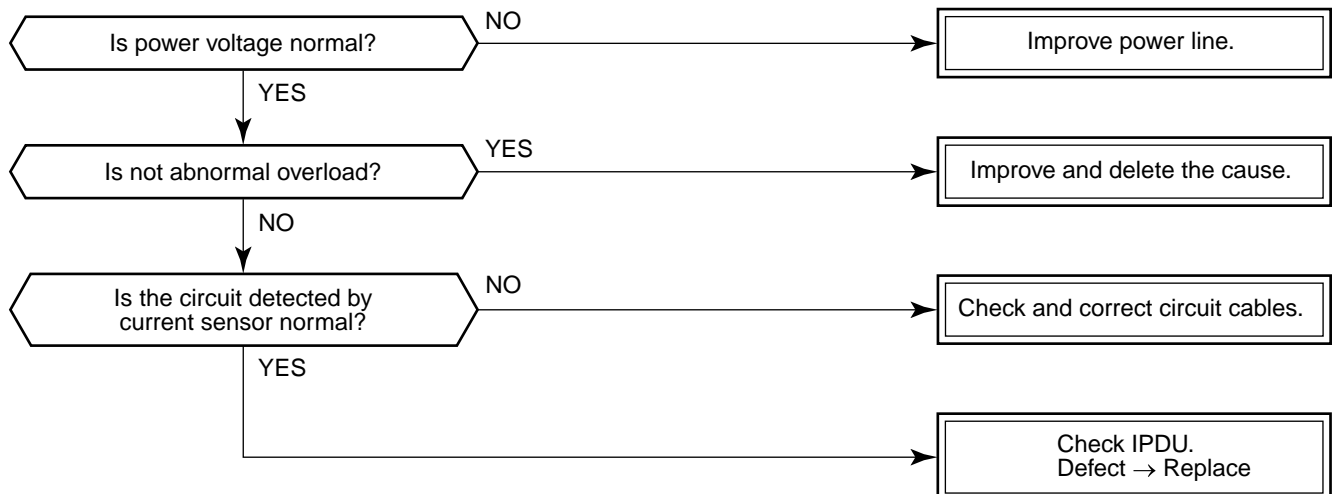 Is power voltage normal?
NO
Improve power line.
YES
Is not abnormal overload?
YES
Improve and delete the cause.
NO
Is the circuit detected by
current sensor normal?
NO
Check and correct circuit cables.
YES
Check IPDU.
Defect → Replace